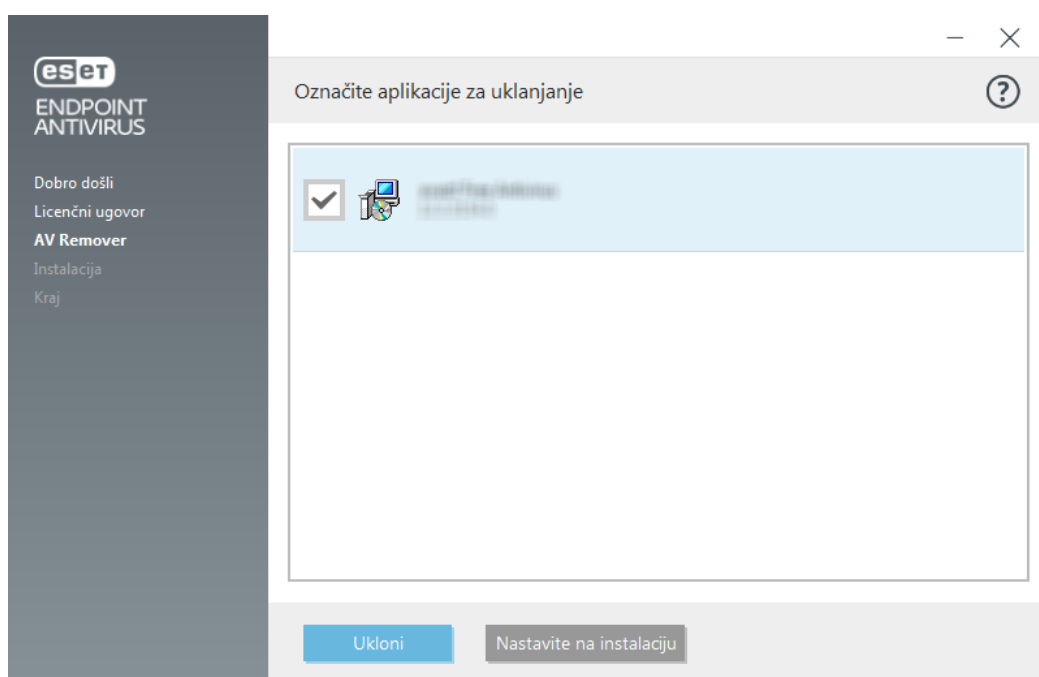 eset
ENDPOINT
ANTIVIRUS
Dobro došli
Licenčni ugovor
AV Remover
Instalacija
Kraj
Označite aplikacije za uklanjanje
?
Ukloni
Nastavite na instalaciju